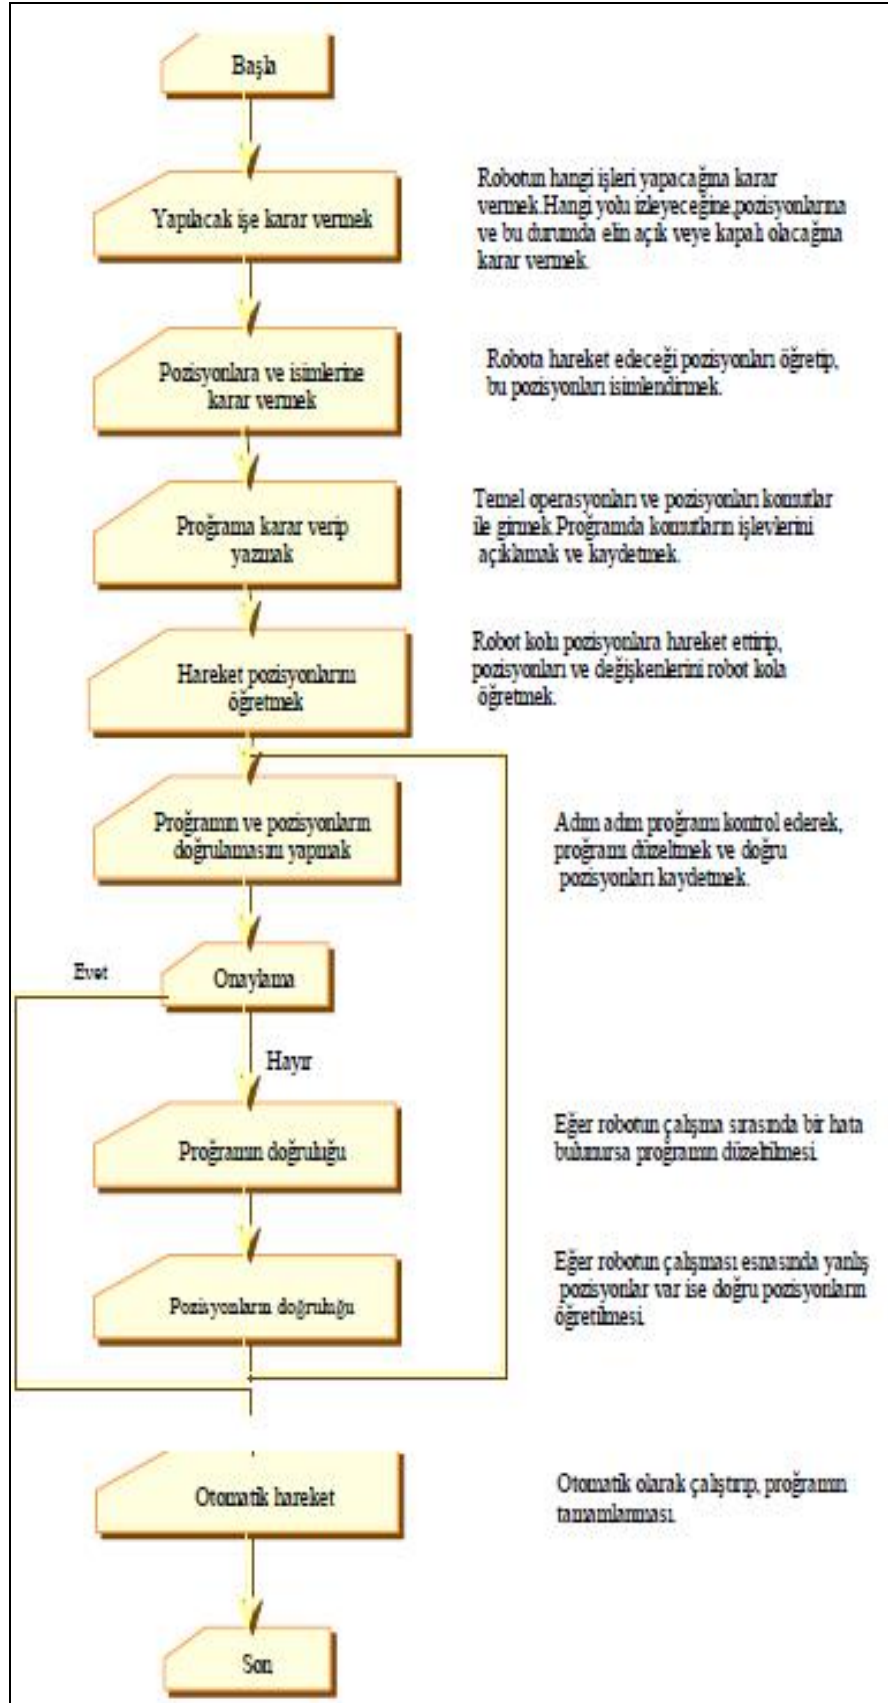 Başla
Yapılacak işe karar vermek
Robotun hangi işleri yapacağına karar
vermek.Hangi yolu izleyeceğine,pozisyonlarına
ve bu durumda elin açık veye kapalı olacağına
karar vermek.
Pozisyonlara ve isimlerine
karar vermek
Robota hareket edeceği pozisyonları öğretip,
bu pozisyonları isimlendirmek.
Proğrama karar verip
yazmak
Temel operasyonları ve pozisyonları komutlar
ile girmek.Proğramda komutların işlevlerini
açıklamak ve kaydetmek.
Hareket pozisyonlarını
öğretmek
Robot kolu pozisyonlara hareket ettirip,
pozisyonları ve değişkenlerini robot kola
öğretmek.
Proğramın ve pozisyonların
doğrulamasını yapmak
Adım adım proğramı kontrol ederek,
proğramı düzeltmek ve doğru
pozisyonları kaydetmek.
Evet
Onaylama
Hayır
Proğramın doğruluğu
Eğer robotun çalışma sırasında bir hata
bulunursa proğramın düzeltilmesi.
Pozisyonların doğruluğu
Eğer robotun çalışması esnasında yanlış
pozisyonlar var ise doğru pozisyonların
öğretilmesi.
Otomatik hareket
Otomatik olarak çalıştırıp, proğramın
tamamlanması.
Son